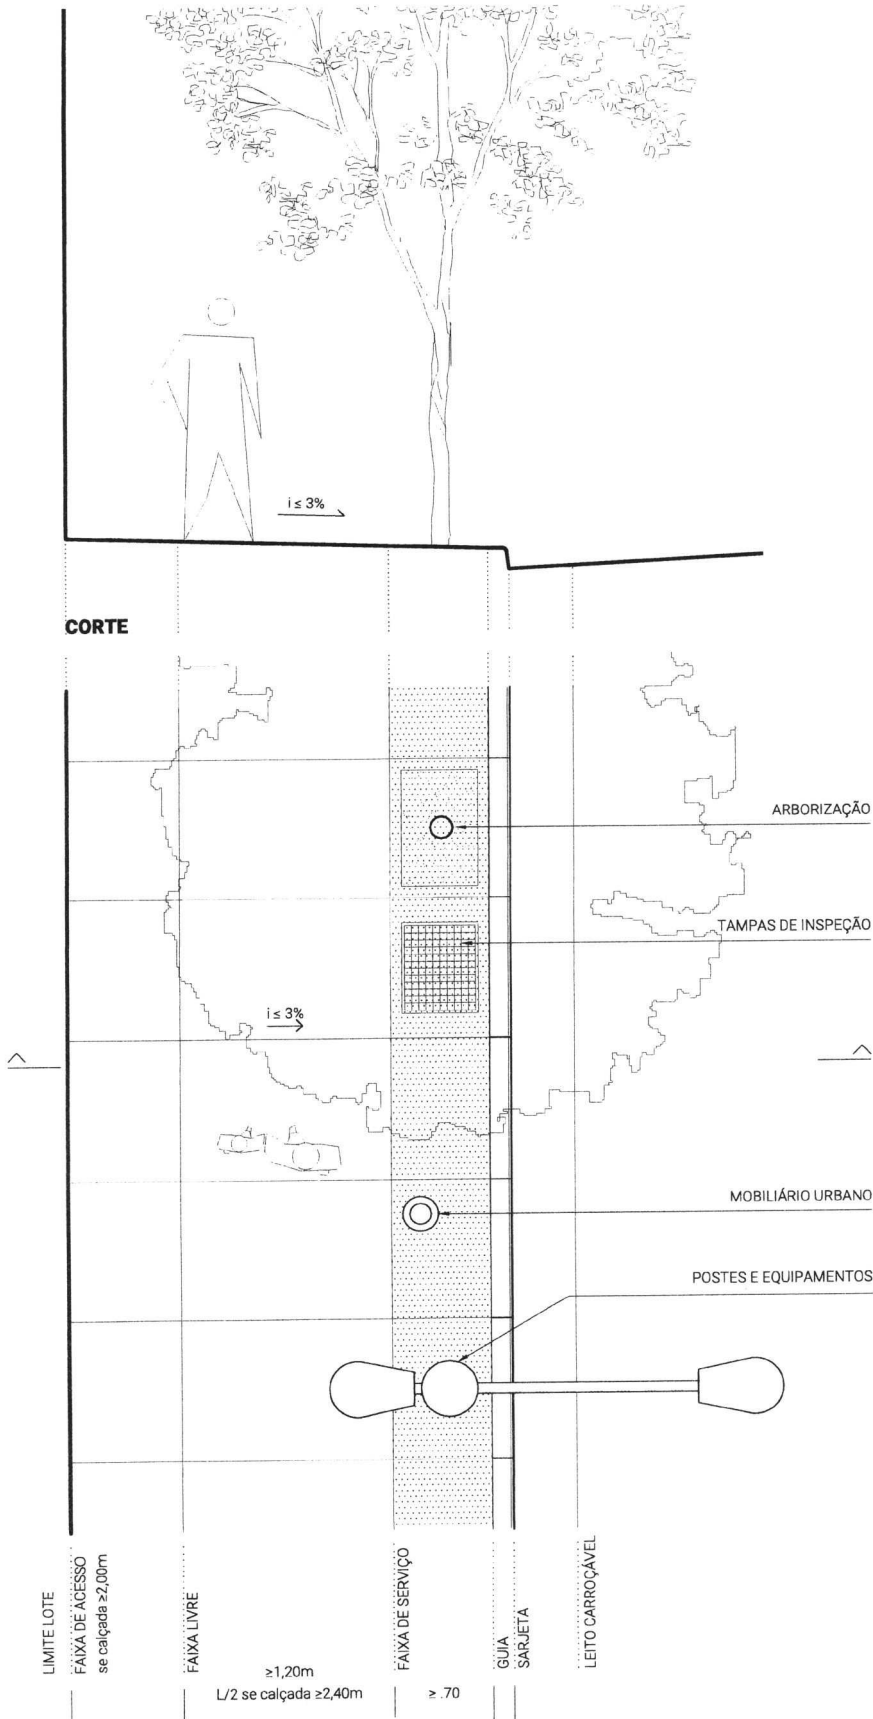 i ≤ 3%
CORTE
ARBORIZAÇÃO
TAMPAS DE INSPEÇÃO
i ≤ 3%
MOBILIÁRIO URBANO
POSTES E EQUIPAMENTOS
LIMITE LOTE
FAIXA DE ACESSO
se calçada ≥2,00m
FAIXA LIVRE
≥1,20m
L/2 se calçada ≥2,40m
FAIXA DE SERVIÇO
≥ .70
GUIA
SARJETA
LEITO CARROÇÁVEL